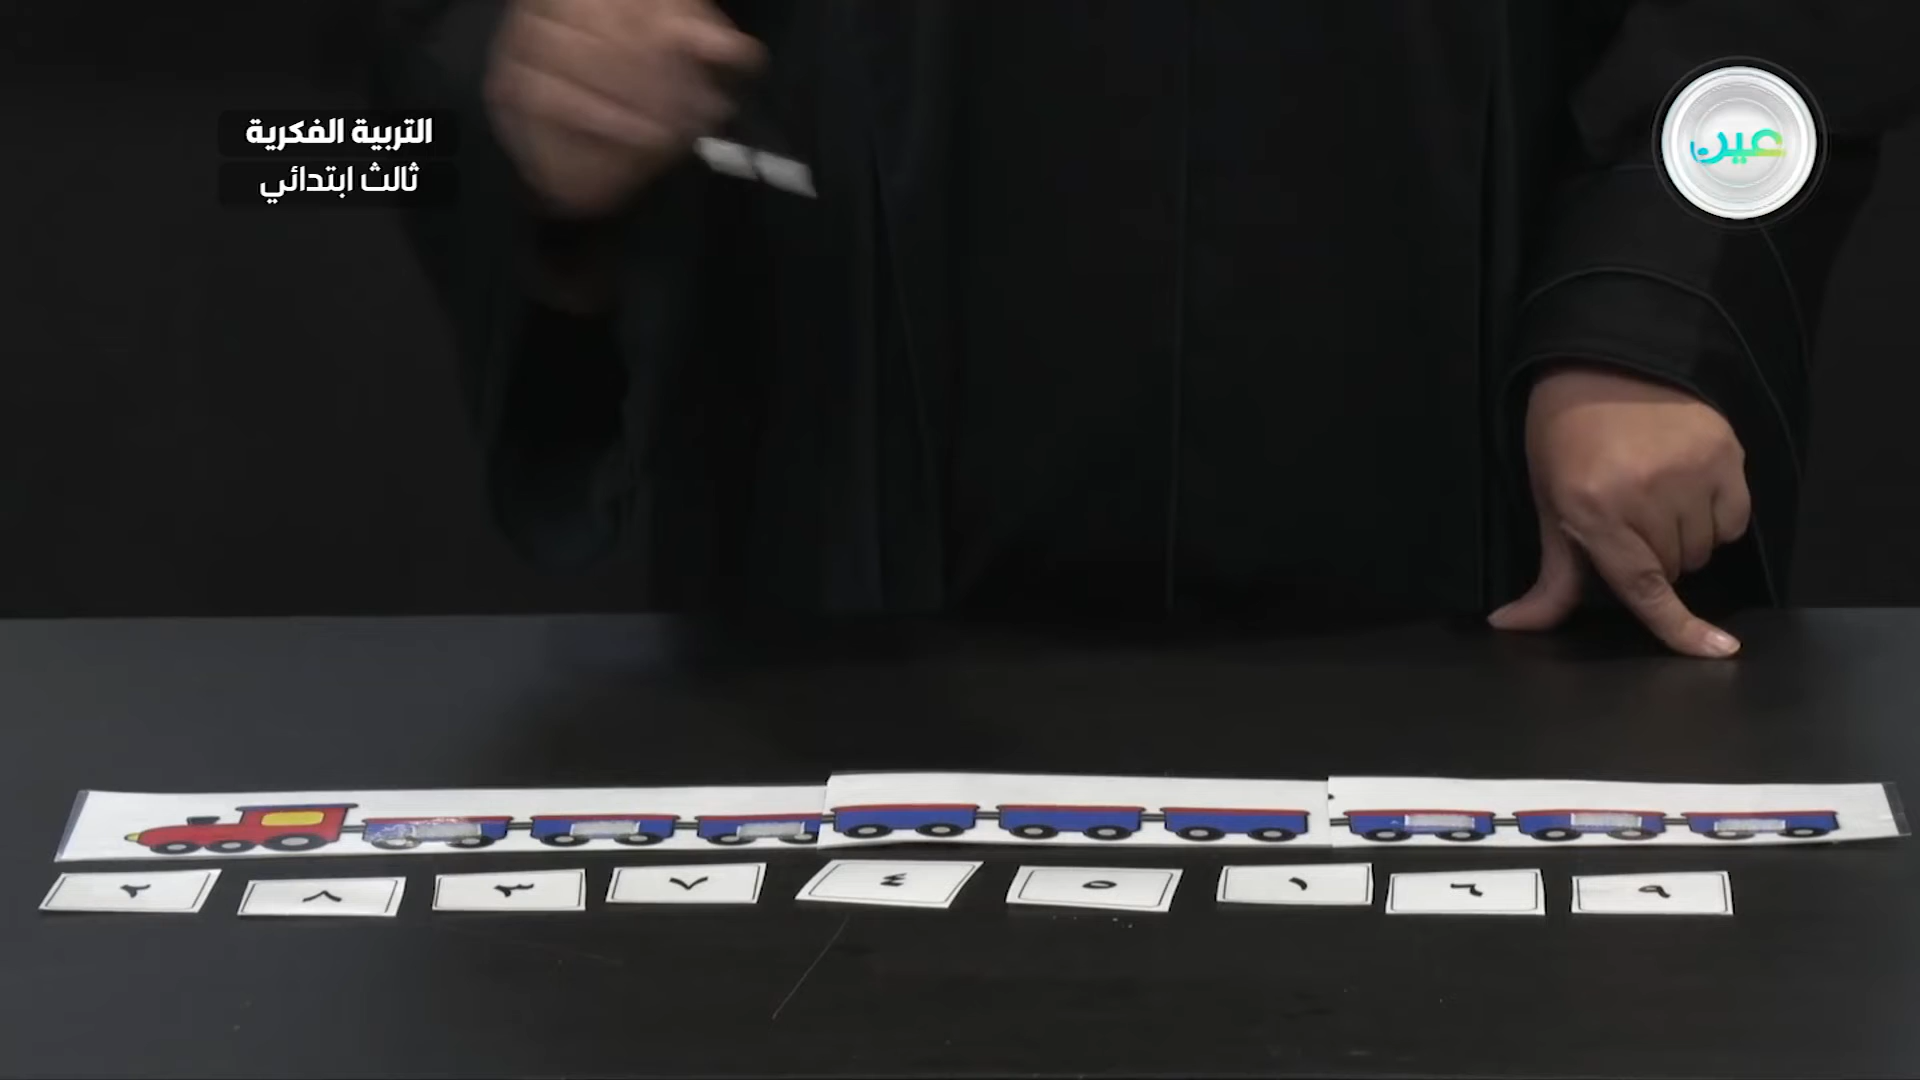 التربية الفكرية
ثالث ابتدائي
عين
٢ ٨ ٣ ٧ ٤ ٥ ١ ٦ ٩